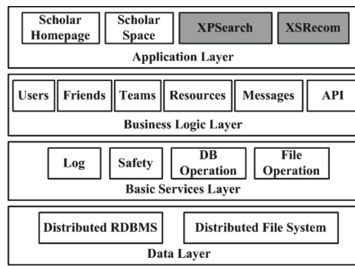 Scholar
Homepage
Scholar
Space
XPSearch
XSRecom
Application Layer
Users
Friends
Teams
Resources
Messages
API
Business Logic Layer
Log
Safety
DB
Operation
File
Operation
Basic Services Layer
Distributed RDBMS
Distributed File System
Data Layer